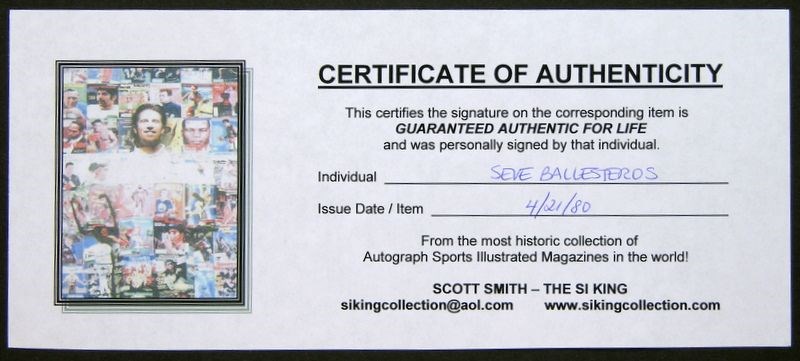 CERTIFICATE OF AUTHENTICITY
This certifies the signature on the corresponding item is
GUARANTEED AUTHENTIC FOR LIFE
and was personally signed by that individual.
Individual SEVE BALLESTEROS
Issue Date / Item 4/21/80
From the most historic collection of
Autograph Sports Illustrated Magazines in the world!
SCOTT SMITH – THE SI KING
sikingcollection@aol.com www.sikingcollection.com